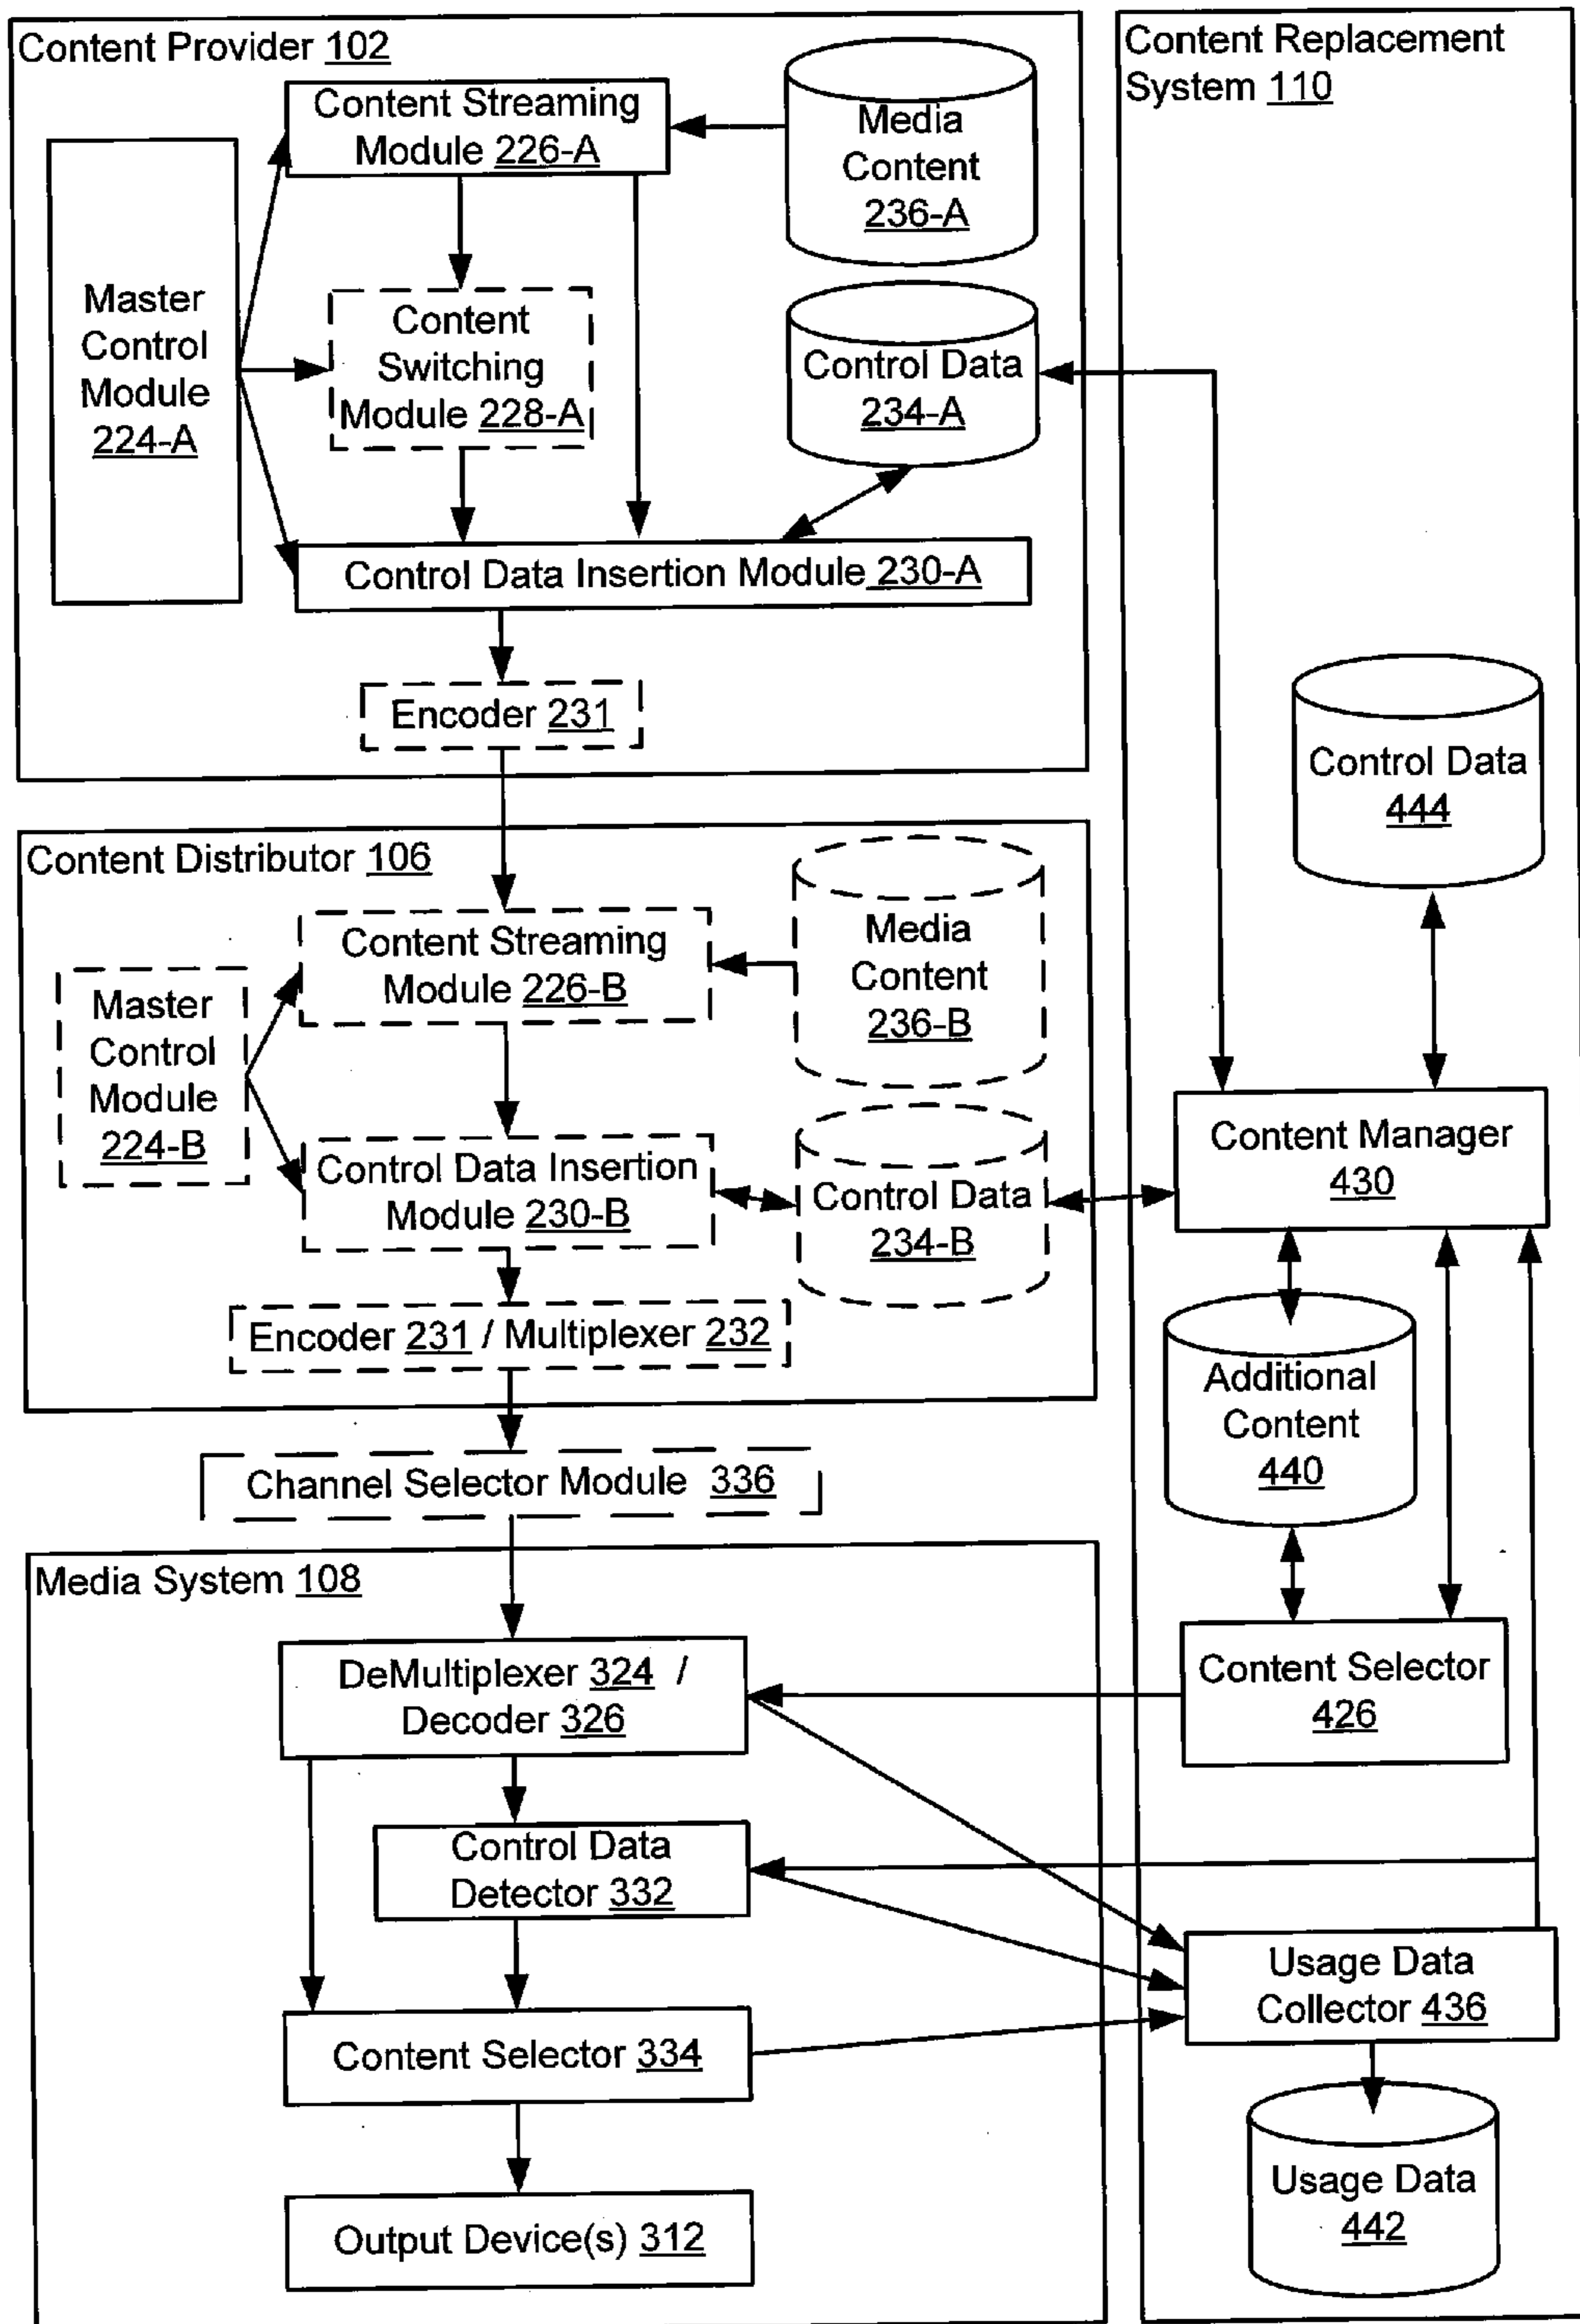 Content Provider 102
Content Streaming
Module 226-A
Media
Content
236-A
Master
Control
Module
224-A
Content
Switching
Module 228-A
Control Data
234-A
Control Data Insertion Module 230-A
Encoder 231
Content Distributor 106
Content Streaming
Module 226-B
Media
Content
236-B
Master
Control
Module
224-B
Control Data Insertion
Module 230-B
Control Data
234-B
Encoder 231 / Multiplexer 232
Channel Selector Module 336
Media System 108
DeMultiplexer 324 /
Decoder 326
Control Data
Detector 332
Content Selector 334
Output Device(s) 312
Content Replacement
System 110
Control Data
444
Content Manager
430
Additional
Content
440
Content Selector
426
Usage Data
Collector 436
Usage Data
442